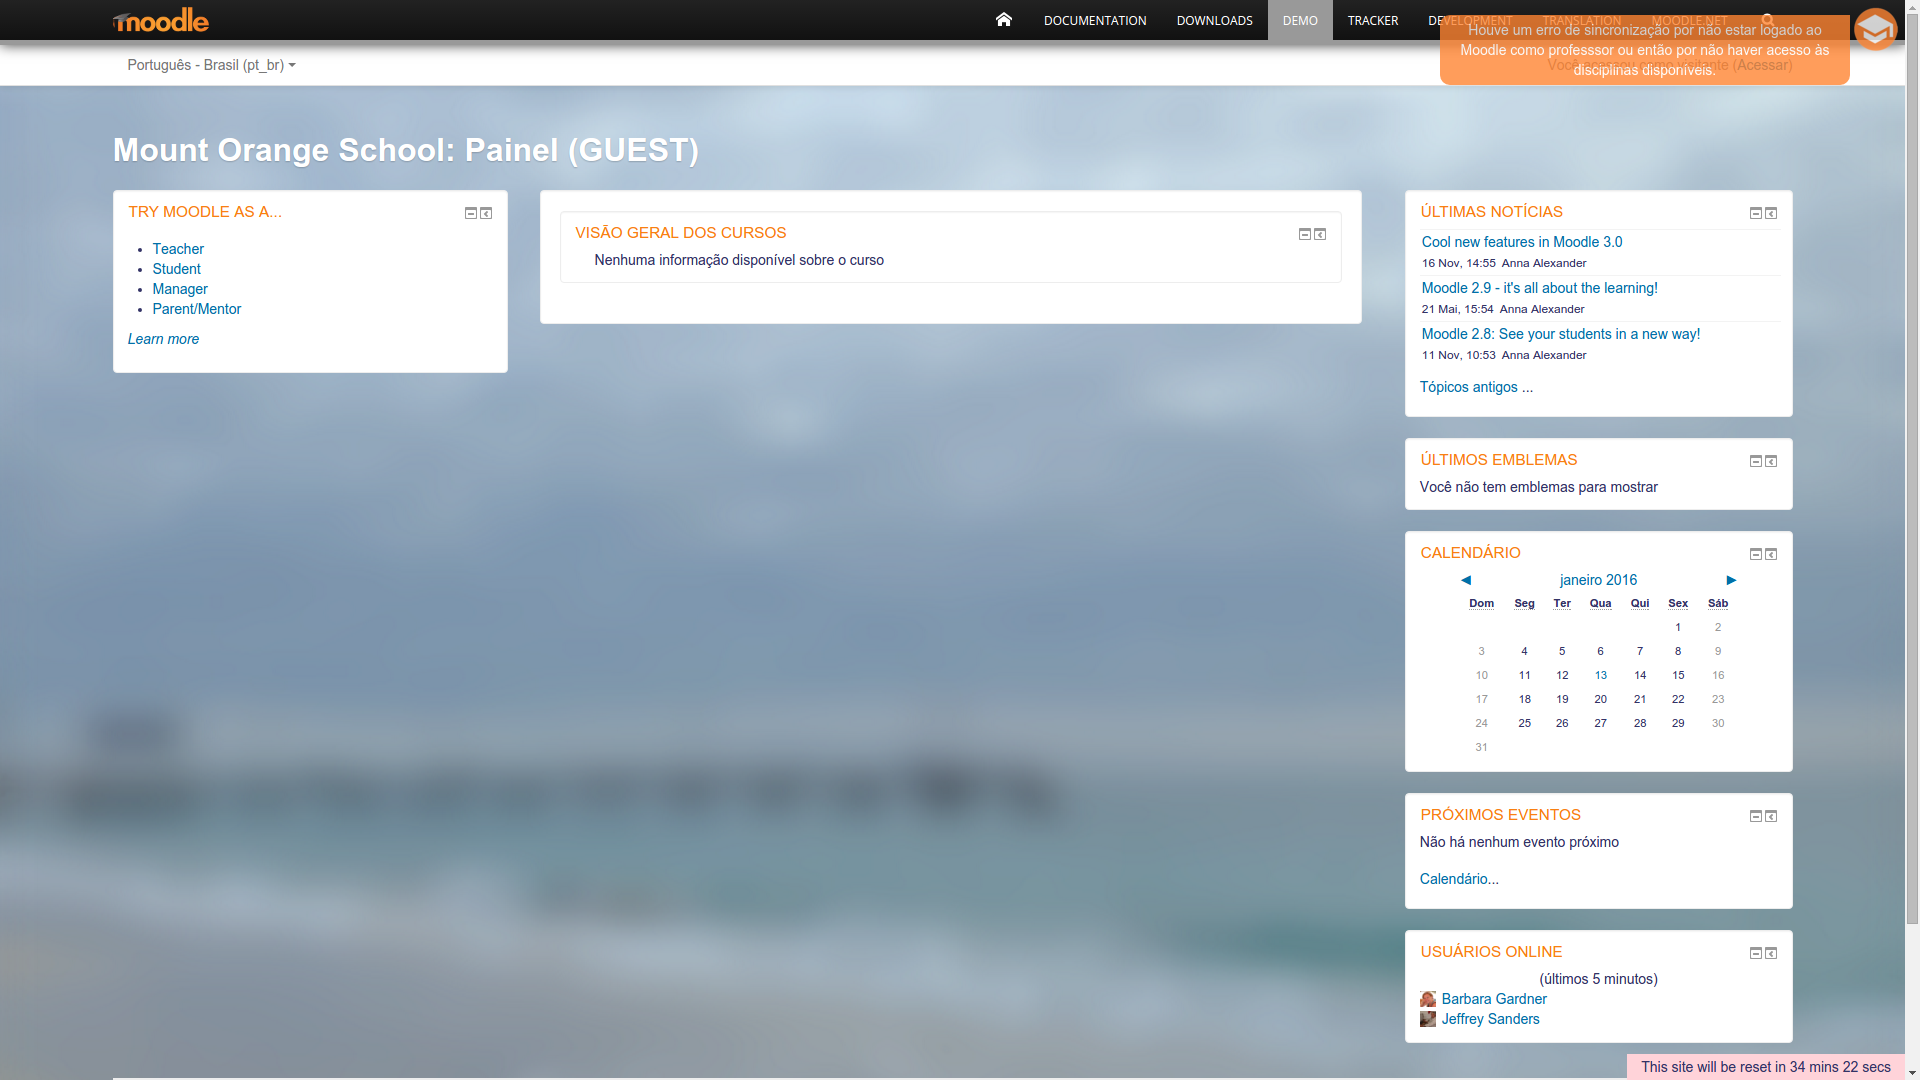 moodle
DOCUMENTATION DOWNLOADS DEMO TRACKER DEVELOPMENT TRANSLATION MOODLE.NET
Houve um erro de sincronização por não estar logado ao
Moodle como professsor ou então por não haver acesso às
disciplinas disponíveis.
Português - Brasil (pt_br)
Você acessou como visitante (Acessar)
Mount Orange School: Painel (GUEST)
TRY MOODLE AS A...
Teacher
Student
Manager
Parent/Mentor
Learn more
VISÃO GERAL DOS CURSOS
Nenhuma informação disponível sobre o curso
ÚLTIMAS NOTÍCIAS
Cool new features in Moodle 3.0
16 Nov, 14:55 Anna Alexander
Moodle 2.9 - it's all about the learning!
21 Mai, 15:54 Anna Alexander
Moodle 2.8: See your students in a new way!
11 Nov, 10:53 Anna Alexander
Tópicos antigos ...
ÚLTIMOS EMBLEMAS
Você não tem emblemas para mostrar
CALENDÁRIO
◄ janeiro 2016 ►
Dom Seg Ter Qua Qui Sex Sáb
1 2
3 4 5 6 7 8 9
10 11 12 13 14 15 16
17 18 19 20 21 22 23
24 25 26 27 28 29 30
31
PRÓXIMOS EVENTOS
Não há nenhum evento próximo
Calendário...
USUÁRIOS ONLINE
(últimos 5 minutos)
Barbara Gardner
Jeffrey Sanders
This site will be reset in 34 mins 22 secs